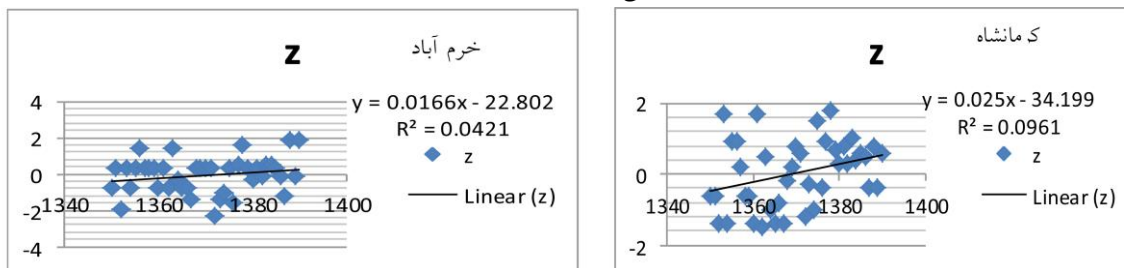 خرم آباد
z
y = 0.0166x - 22.802
R² = 0.0421
z
Linear (z)
4
2
0
-2
-4
1340
1360
1380
1400
کرمانشاه
z
y = 0.025x - 34.199
R² = 0.0961
z
Linear (z)
2
0
-2
1340
1360
1380
1400